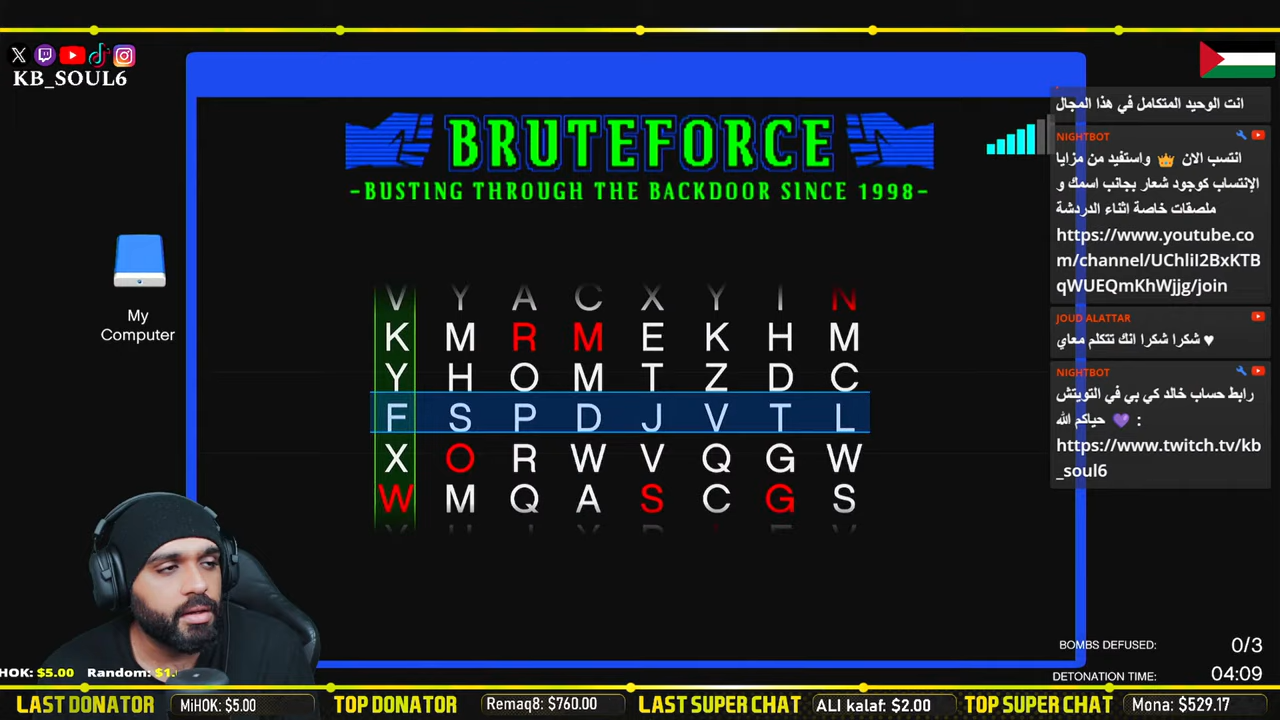 KB_SOUL6
BRUTEFORCE
-BUSTING THROUGH THE BACKDOOR SINCE 1998-
My
Computer
V Y A C X Y I N
K M R M E K H M
Y H O M T Z D C
F S P D J V T L
X O R W V Q G W
W M Q A S C G S
انت الوحيد المتكامل في هذا المجال
NIGHTBOT
انتسب الان 👑 واستفيد من مزايا
الإنتساب كوجود شعار بجانب اسمك و
ملصقات خاصة اثناء الدردشة
https://www.youtube.co
m/channel/UChliI2BxKTB
qWUEQmKhWjjg/join
JOUD ALATTAR
شكرا شكرا انك تتكلم معاي ♥
NIGHTBOT
رابط حساب خالد كي بي في التويتش
: 💜 حياكم الله
https://www.twitch.tv/kb
_soul6
BOMBS DEFUSED: 0/3
DETONATION TIME: 04:09
HOK: $5.00 Random: $1.
LAST DONATOR MiHOK: $5.00 TOP DONATOR Remaq8: $760.00 LAST SUPER CHAT ALI kalaf: $2.00 TOP SUPER CHAT Mona: $529.17